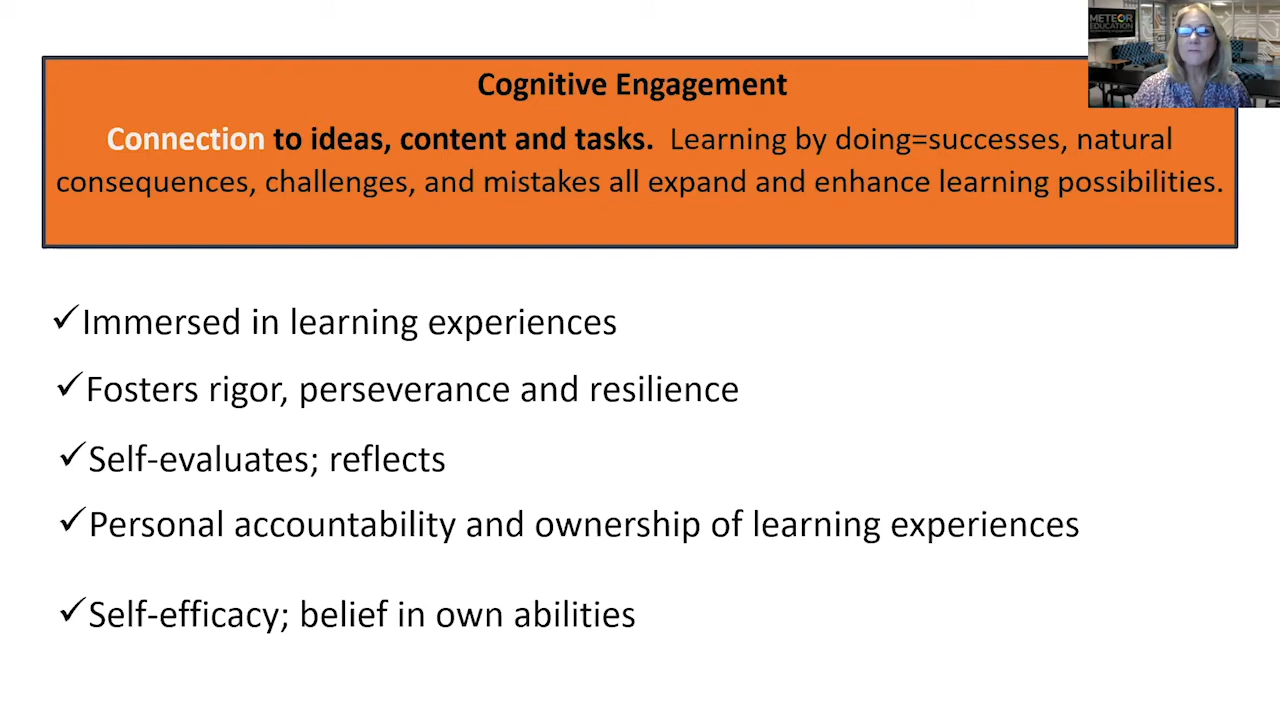 METEOR
EDUCATION
Cognitive Engagement
Connection to ideas, content and tasks. Learning by doing=successes, natural
consequences, challenges, and mistakes all expand and enhance learning possibilities.
✓Immersed in learning experiences
✓Fosters rigor, perseverance and resilience
✓Self-evaluates; reflects
✓Personal accountability and ownership of learning experiences
✓Self-efficacy; belief in own abilities